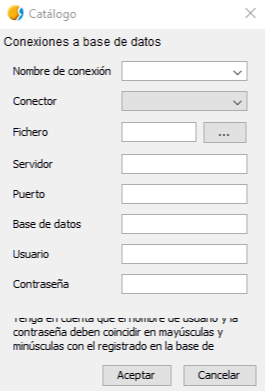 Catálogo
Conexiones a base de datos
Nombre de conexión
Conector
Fichero
...
Servidor
Puerto
Base de datos
Usuario
Contraseña
Tenga en cuenta que el nombre de usuario y la
contraseña deben coincidir en mayúsculas y
minúsculas con el registrado en la base de
Aceptar
Cancelar